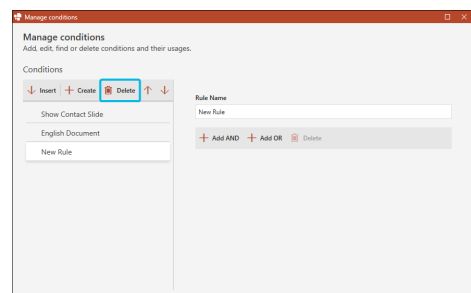 Manage conditions
Manage conditions
Add, edit, find or delete conditions and their usages.
Conditions
Insert Create Delete
Rule Name
Show Contact Slide
New Rule
English Document
Add AND Add OR Delete
New Rule